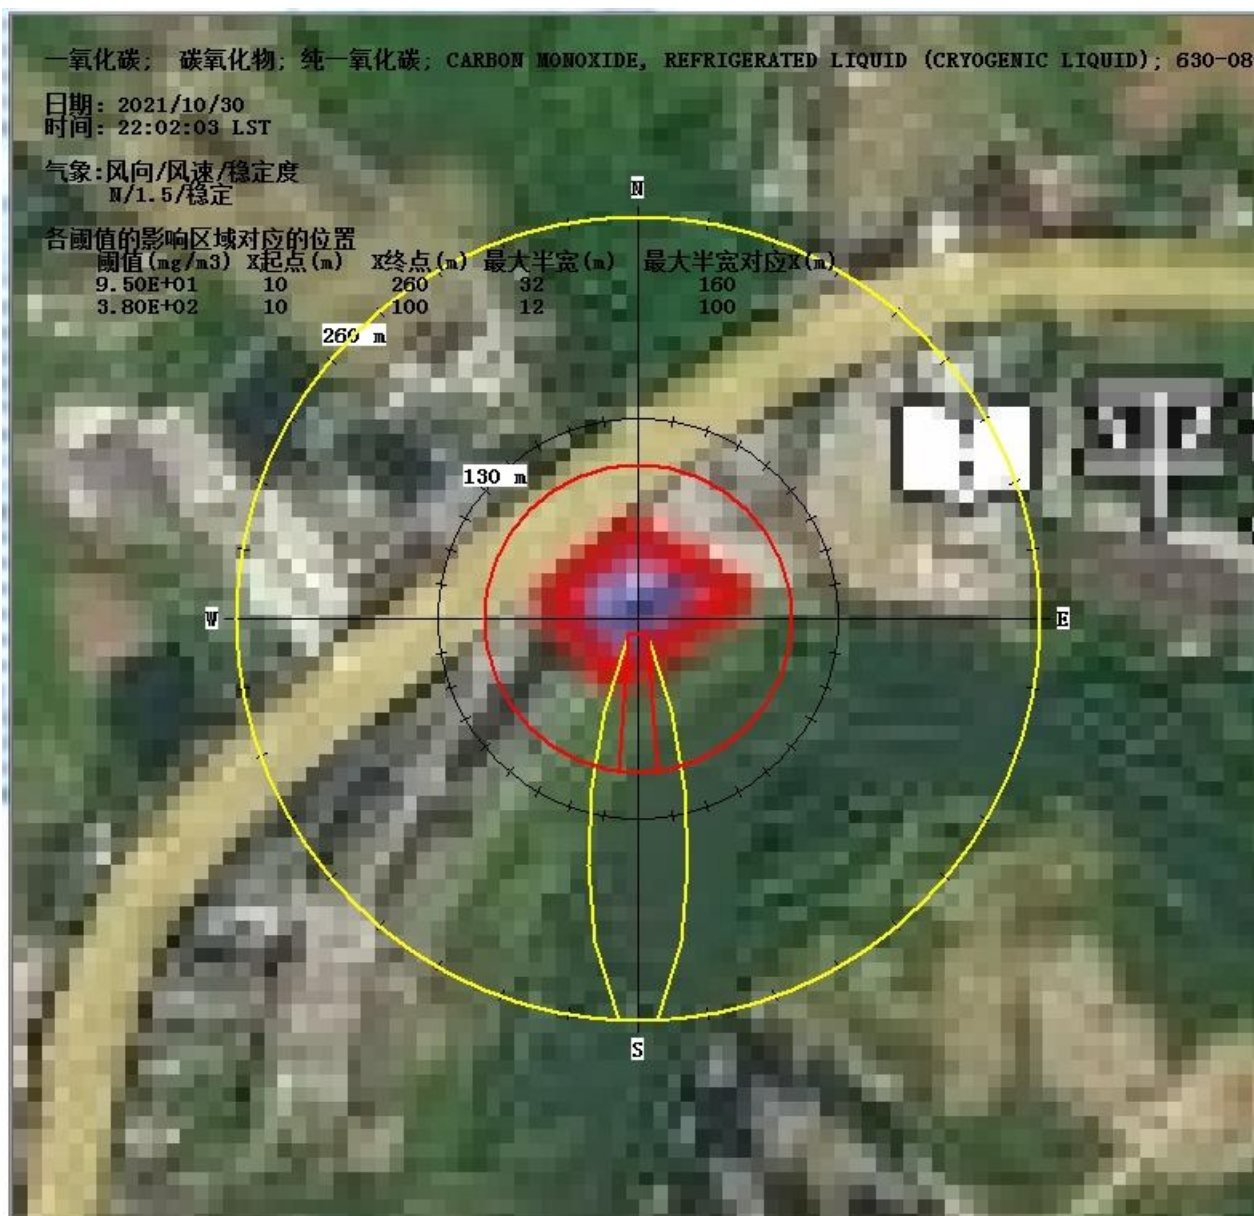 一氧化碳; 碳氧化物; 纯一氧化碳; CARBON MONOXIDE, REFRIGERATED LIQUID (CRYOGENIC LIQUID); 630-08
日期: 2021/10/30
时间: 22:02:03 LST
气象:风向/风速/稳定度
N/1.5/稳定
各阈值的影响区域对应的位置
阈值(mg/m3) X起点(m) X终点(m) 最大半宽(m) 最大半宽对应X(m)
9.50E+01 10 260 32 160
3.80E+02 10 100 12 100
N
260 m
130 m
平
W
E
S